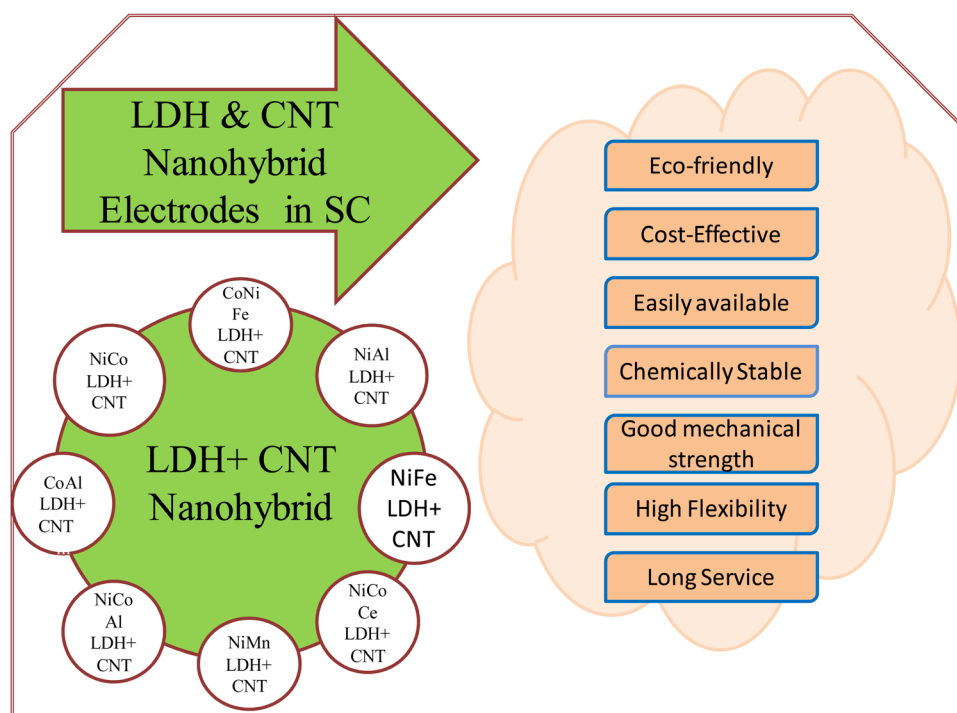 LDH & CNT
Nanohybrid
Electrodes in SC
CoNi
Fe
LDH+
CNT
NiAl
LDH+
CNT
NiFe
LDH+
CNT
NiCo
Ce
LDH+
CNT
NiMn
LDH+
CNT
NiCo
Al
LDH+
CNT
CoAl
LDH+
CNT
...
NiCo
LDH+
CNT
LDH+ CNT
Nanohybrid
Eco-friendly
Cost-Effective
Easily available
Chemically Stable
Good mechanical
strength
High Flexibility
Long Service